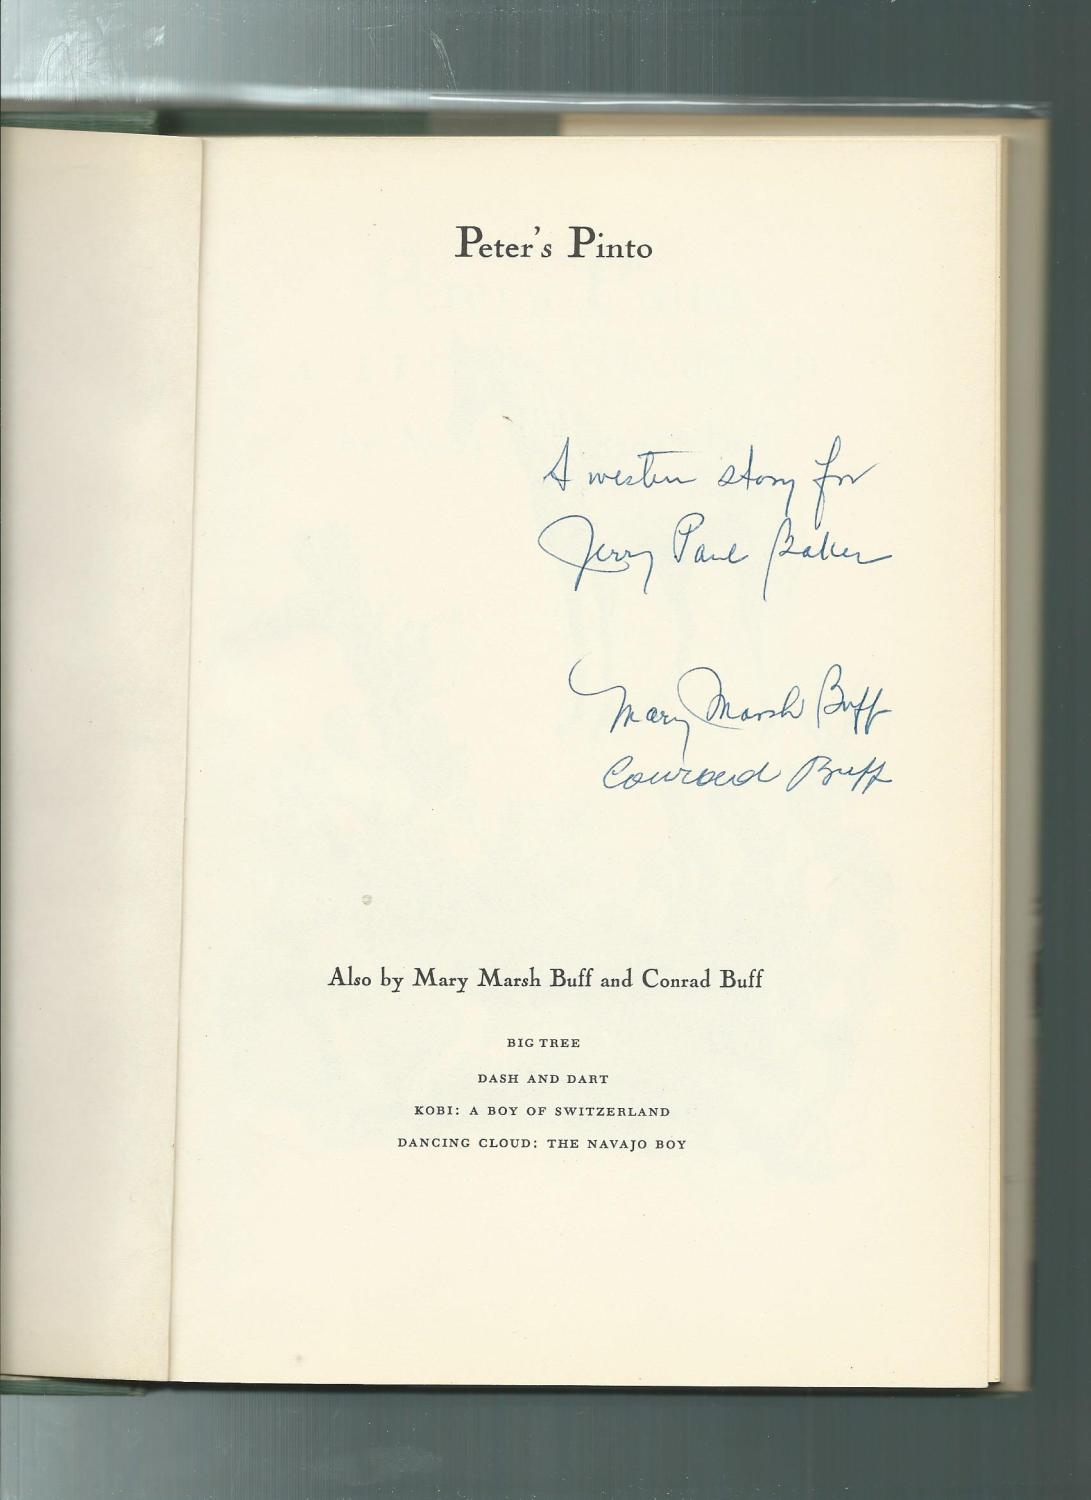 Peter's Pinto
A western story for
Jerry Paul Baker
Mary Marsh Buff
Conrad Buff
Also by Mary Marsh Buff and Conrad Buff
BIG TREE
DASH AND DART
KOBI: A BOY OF SWITZERLAND
DANCING CLOUD: THE NAVAJO BOY